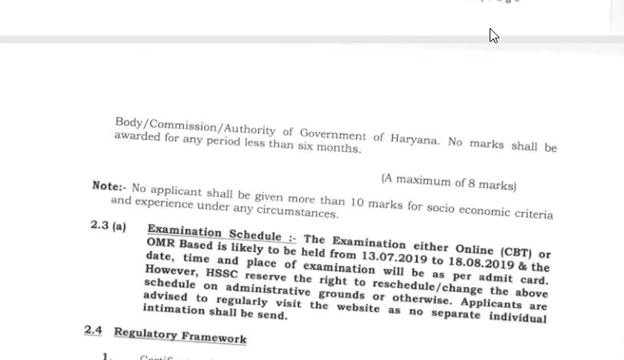 Body/Commission/Authority of Government of Haryana. No marks shall be
awarded for any period less than six months.
(A maximum of 8 marks)
Note:- No applicant shall be given more than 10 marks for socio economic criteria
and experience under any circumstances.
2.3 (a) Examination Schedule :- The Examination either Online (CBT) or
OMR Based is likely to be held from 13.07.2019 to 18.08.2019 & the
date, time and place of examination will be as per admit card.
However, HSSC reserve the right to reschedule/change the above
schedule on administrative grounds or otherwise. Applicants are
advised to regularly visit the website as no separate individual
intimation shall be send.
2.4 Regulatory Framework
1.